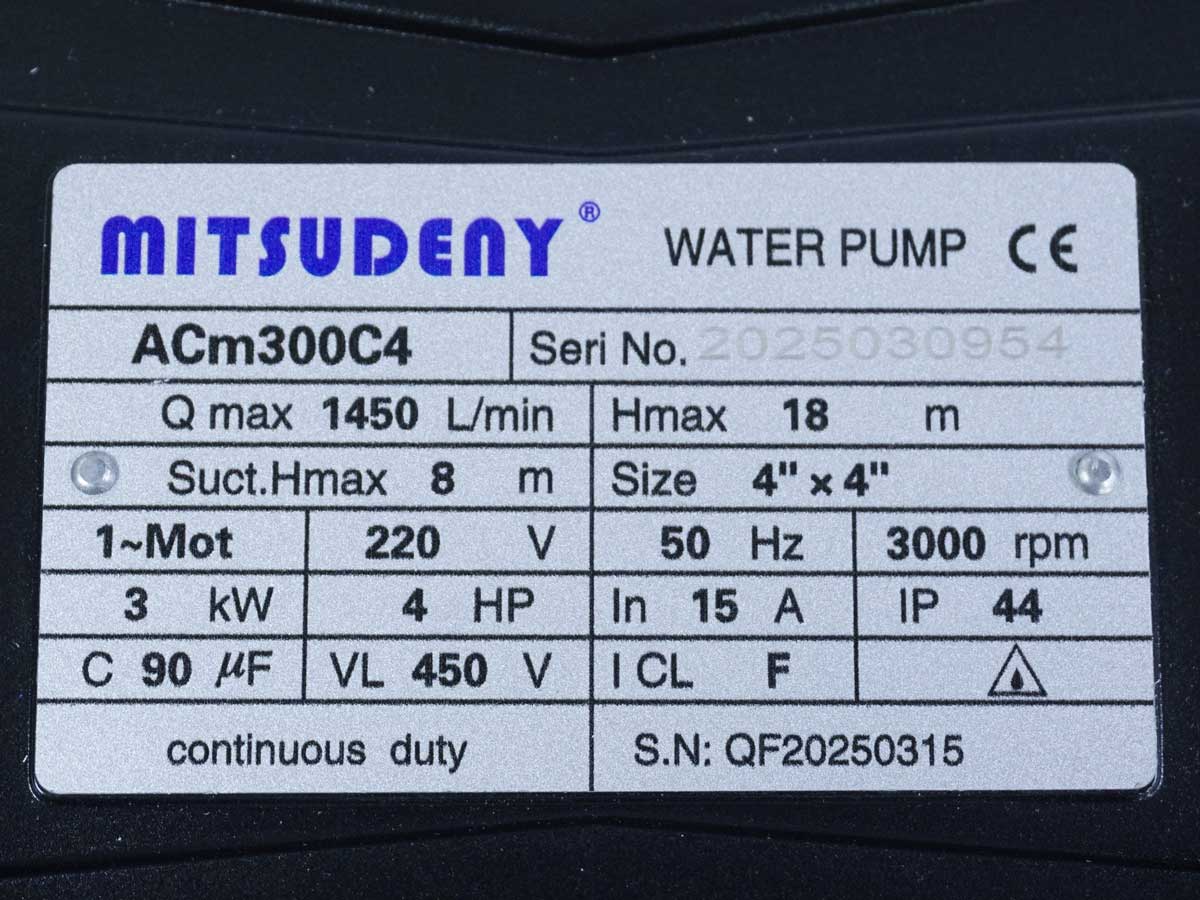 MITSUDENY ® WATER PUMP CE
ACm300C4 Seri No. 2025030954
Q max 1450 L/min Hmax 18 m
Suct.Hmax 8 m Size 4" x 4"
1~Mot 220 V 50 Hz 3000 rpm
3 kW 4 HP In 15 A IP 44
C 90 µF VL 450 V I CL F
continuous duty S.N: QF20250315